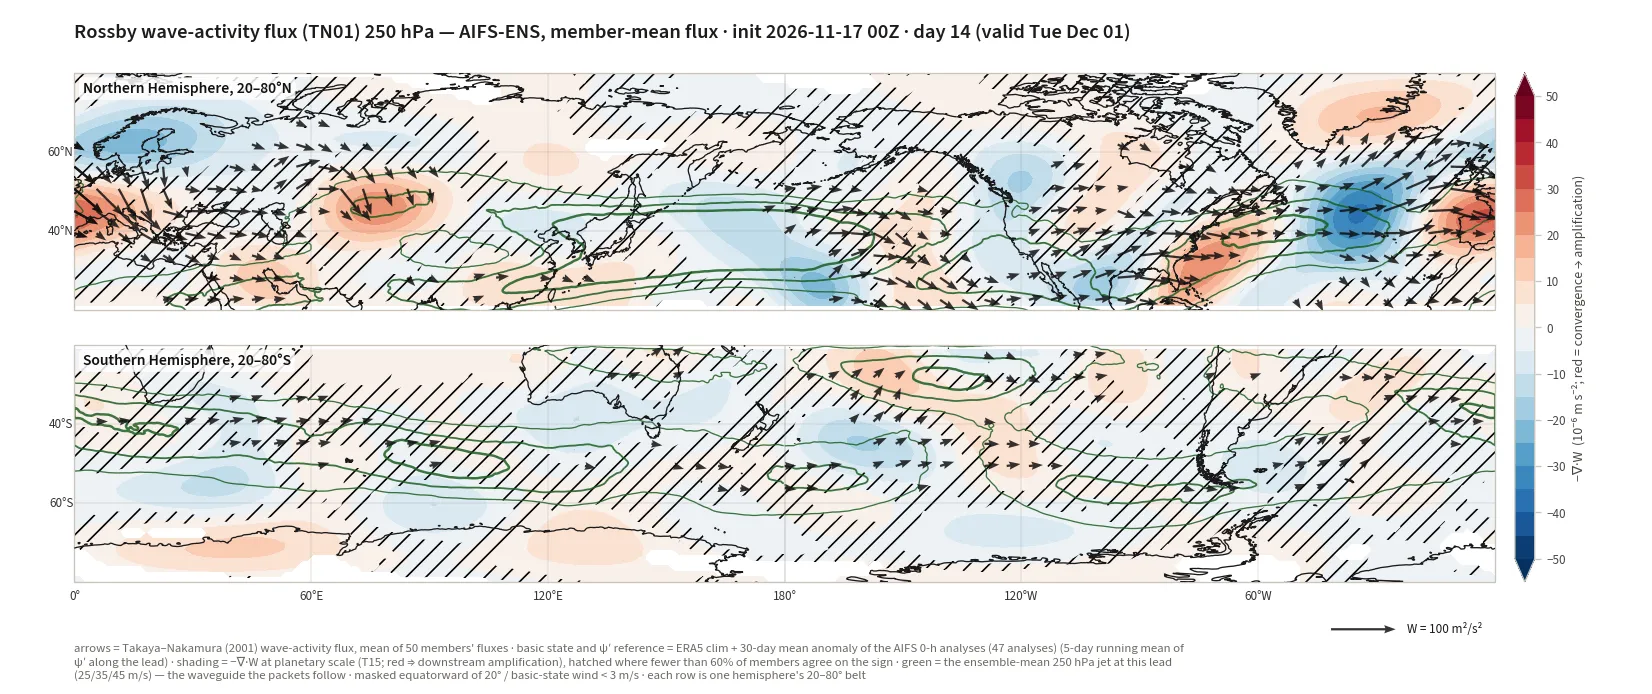 Rossby wave-activity flux (TN01) 250 hPa — AIFS-ENS, member-mean flux · init 2026-11-17 00Z · day 14 (valid Tue Dec 01)
Northern Hemisphere, 20–80°N
60°N
40°N
Southern Hemisphere, 20–80°S
40°S
60°S
0°
60°E
120°E
180°
120°W
60°W
50
40
30
20
10
0
−10
−20
−30
−40
−50
−∇·W (10⁻⁶ m s⁻²; red = convergence → amplification)
W = 100 m²/s²
arrows = Takaya–Nakamura (2001) wave-activity flux, mean of 50 members' fluxes · basic state and ψ' reference = ERA5 clim + 30-day mean anomaly of the AIFS 0-h analyses (47 analyses) (5-day running mean of
ψ' along the lead) · shading = −∇·W at planetary scale (T15; red ⇒ downstream amplification), hatched where fewer than 60% of members agree on the sign · green = the ensemble-mean 250 hPa jet at this lead
(25/35/45 m/s) — the waveguide the packets follow · masked equatorward of 20° / basic-state wind < 3 m/s · each row is one hemisphere's 20–80° belt